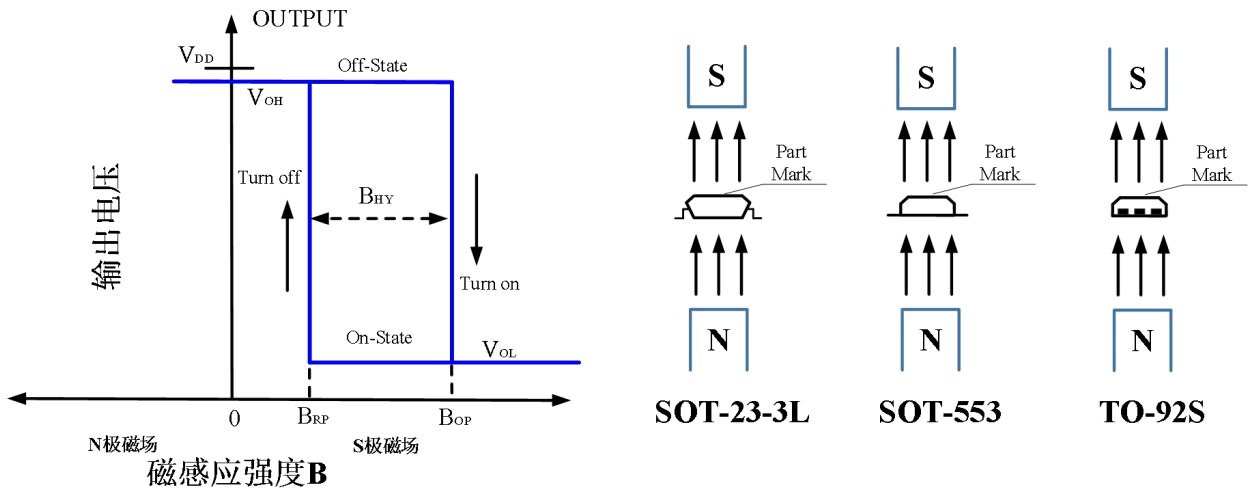 OUTPUT
VDD
Off-State
VOH
Turn off
BHY
Turn on
On-State
VOL
输出电压
0
BRP
BOP
N极磁场
S极磁场
磁感应强度B
S
Part
Mark
N
SOT-23-3L
S
Part
Mark
N
SOT-553
S
Part
Mark
N
TO-92S